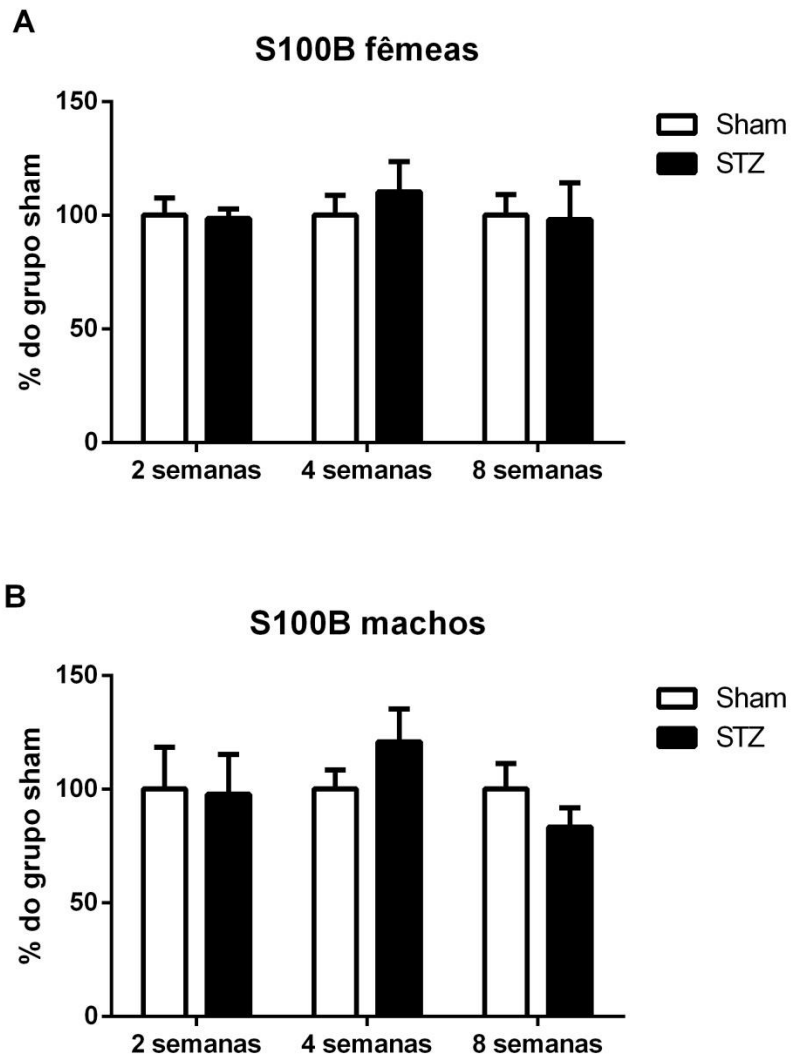 A
S100B fêmeas
% do grupo sham
150
100
50
0
2 semanas
4 semanas
8 semanas
Sham
STZ
B
S100B machos
% do grupo sham
150
100
50
0
2 semanas
4 semanas
8 semanas
Sham
STZ